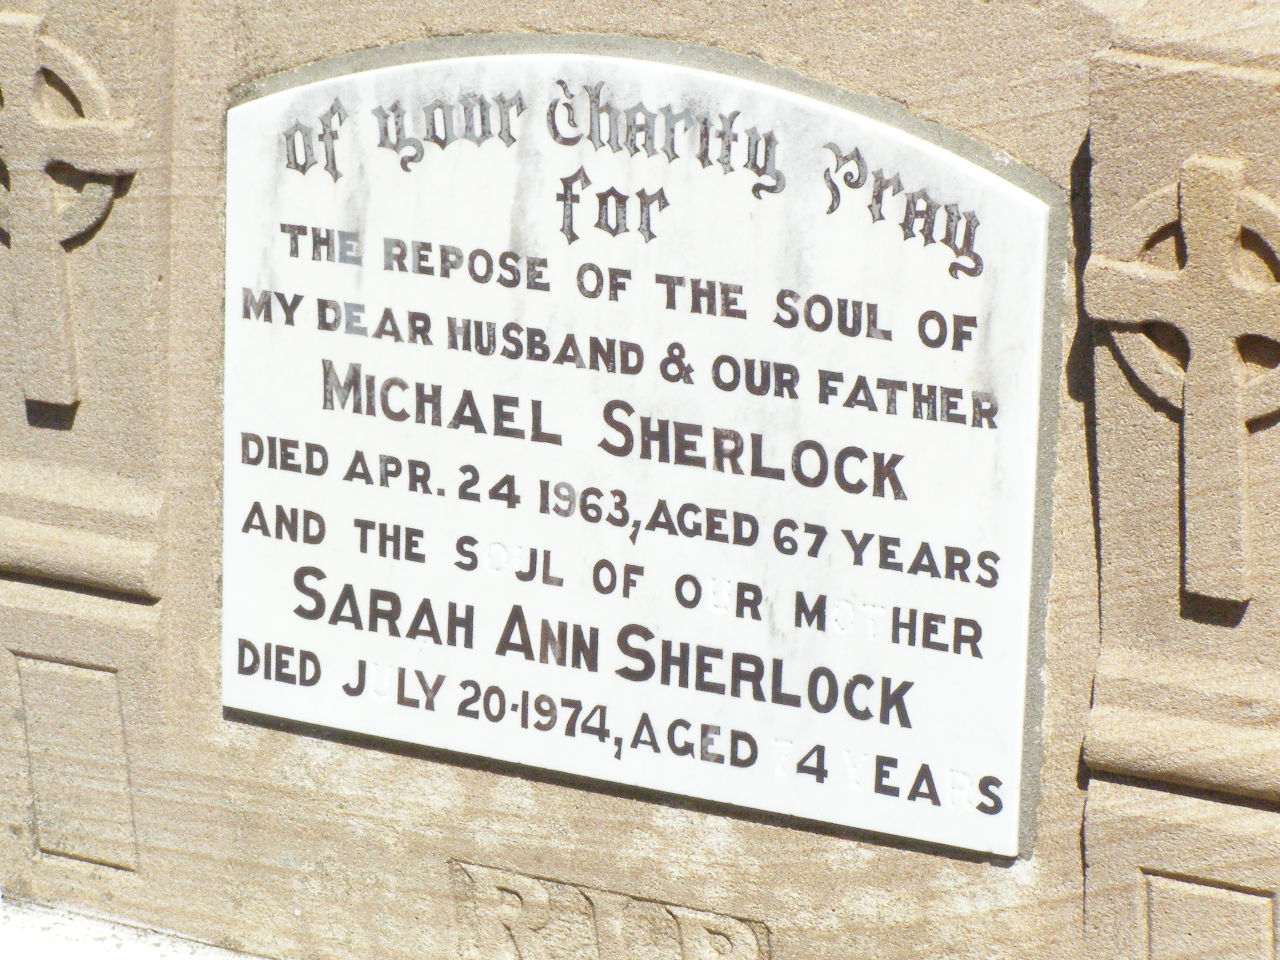 of your Charity Pray
for
THE REPOSE OF THE SOUL OF
MY DEAR HUSBAND & OUR FATHER
MICHAEL SHERLOCK
DIED APR. 24 1963, AGED 67 YEARS
AND THE SOUL OF OUR MOTHER
SARAH ANN SHERLOCK
DIED JULY 20·1974, AGED 74 YEARS
R.I.P.